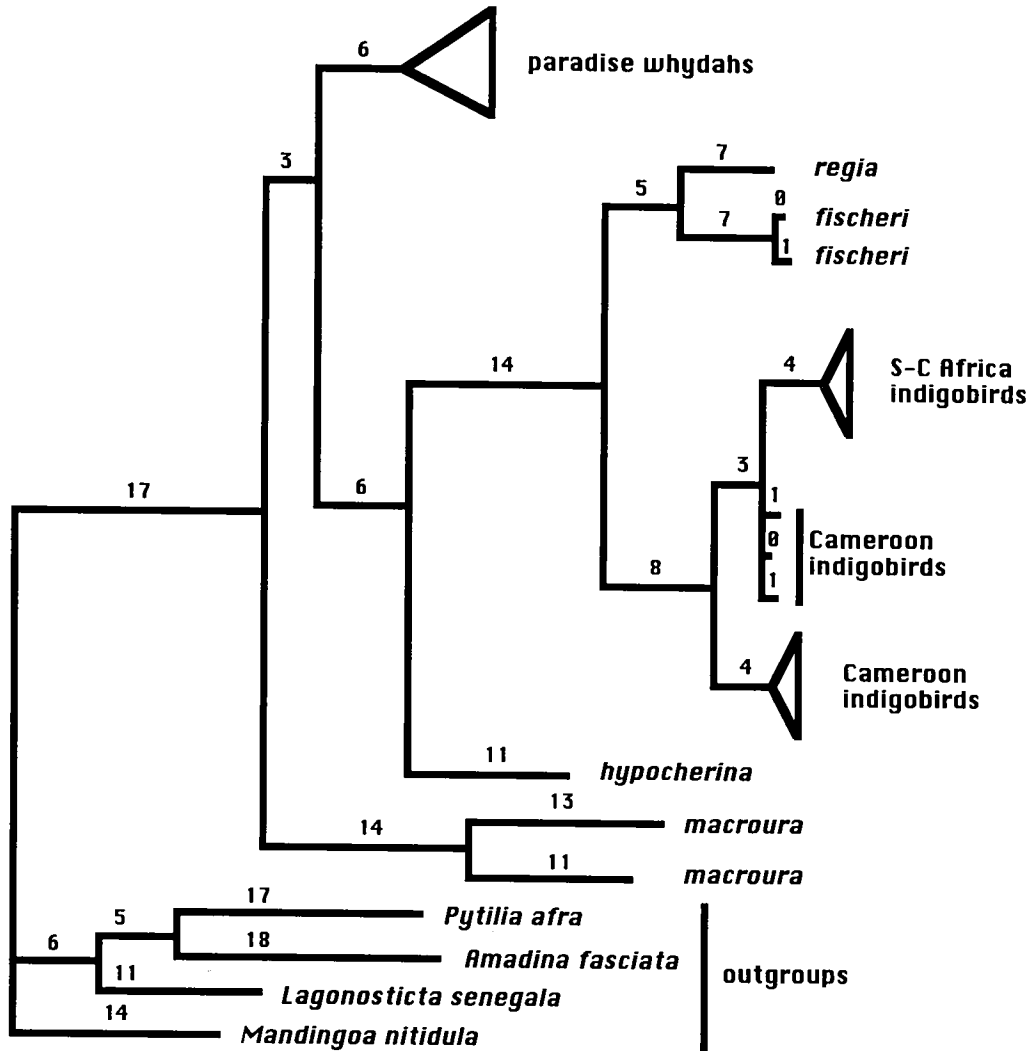 6
paradise whydahs
3
7
regia
5
0
fischeri
7
1
fischeri
14
4
S-C Africa
indigobirds
3
1
17
6
0
Cameroon
indigobirds
8
1
4
Cameroon
indigobirds
11
hypocherina
13
macroura
14
11
macroura
17
Pytilia afra
5
18
Amadina fasciata
6
outgroups
11
Lagonosticta senegala
14
Mandingoa nitidula